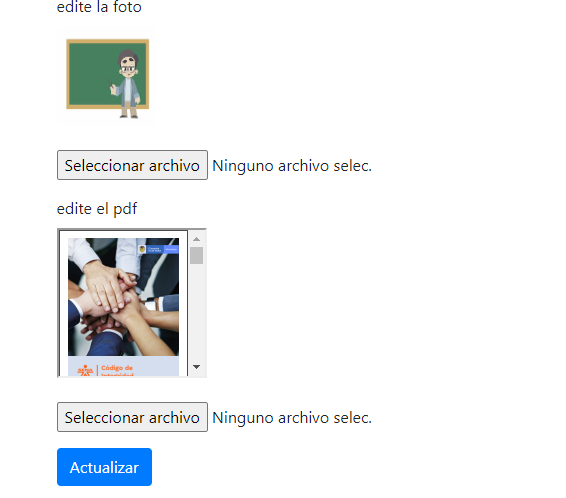 edite la foto
Seleccionar archivo Ninguno archivo selec.
edite el pdf
Código de
Integridad
Seleccionar archivo Ninguno archivo selec.
Actualizar